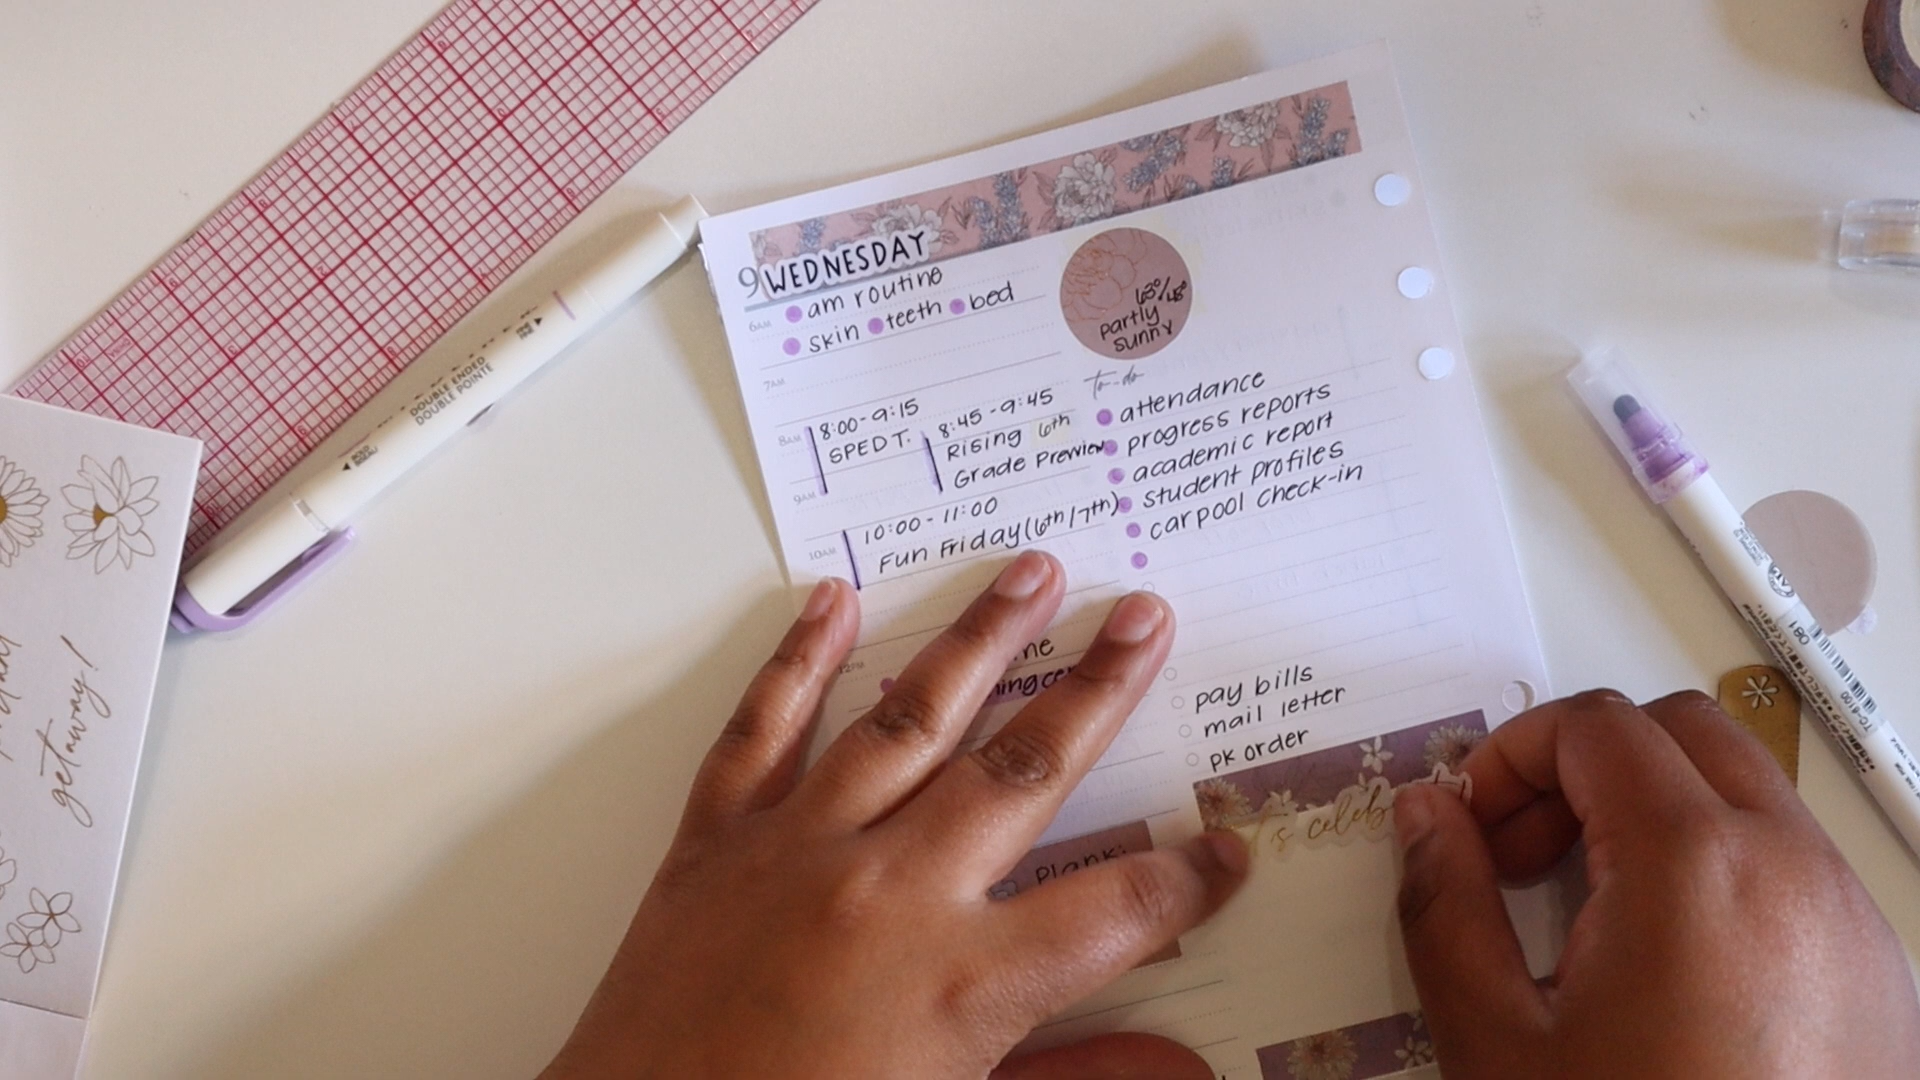 9 WEDNESDAY
6AM
am routine
skin teeth bed
7AM
8AM
8:00-9:15
SPED T.
8:45-9:45
Rising 6th
Grade Preview
9AM
10AM
10:00-11:00
Fun Friday (6th/7th)
12PM
63°/48°
partly
sunny
to-do
attendance
progress reports
academic report
student profiles
carpool check-in
pay bills
mail letter
pk order
Plank:
getaway!
DOUBLE ENDED
DOUBLE POINTE
081